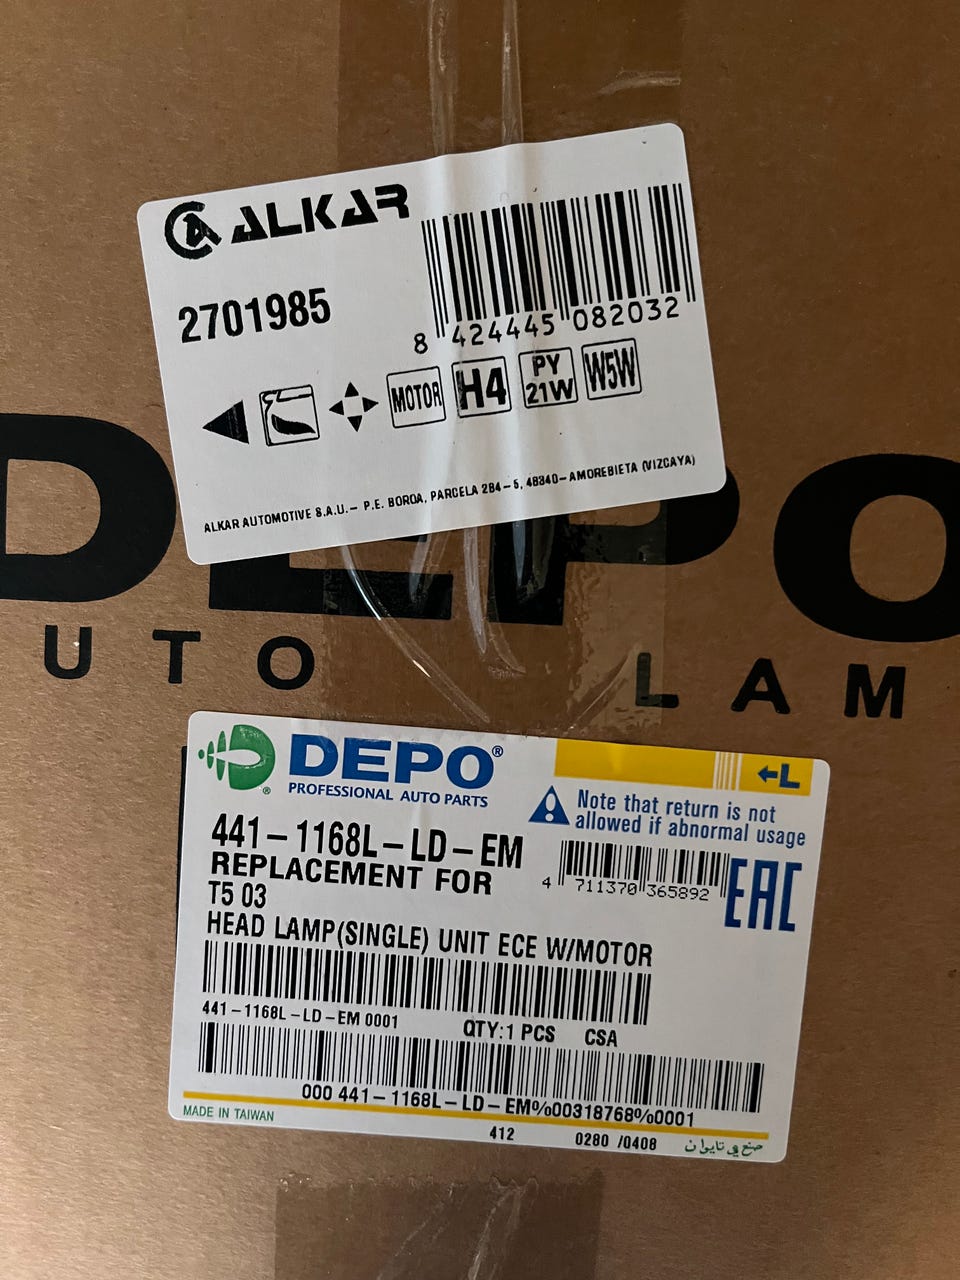 ALKAR
2701985
8 424445 082032
MOTOR H4 PY 21W W5W
ALKAR AUTOMOTIVE S.A.U.- P.E. BOROA, PARCELA 2B4-5, 48340-AMOREBIETA (VIZCAYA)
DEPO
UTO LAM
DEPO®
PROFESSIONAL AUTO PARTS
←L
Note that return is not
allowed if abnormal usage
441-1168L-LD-EM
4 711370 365892
EAC
REPLACEMENT FOR
T5 03
HEAD LAMP(SINGLE) UNIT ECE W/MOTOR
441-1168L-LD-EM 0001 QTY:1 PCS CSA
000 441-1168L-LD-EM%00318768%0001
MADE IN TAIWAN
412 0280 /0408
صنع في تايوان